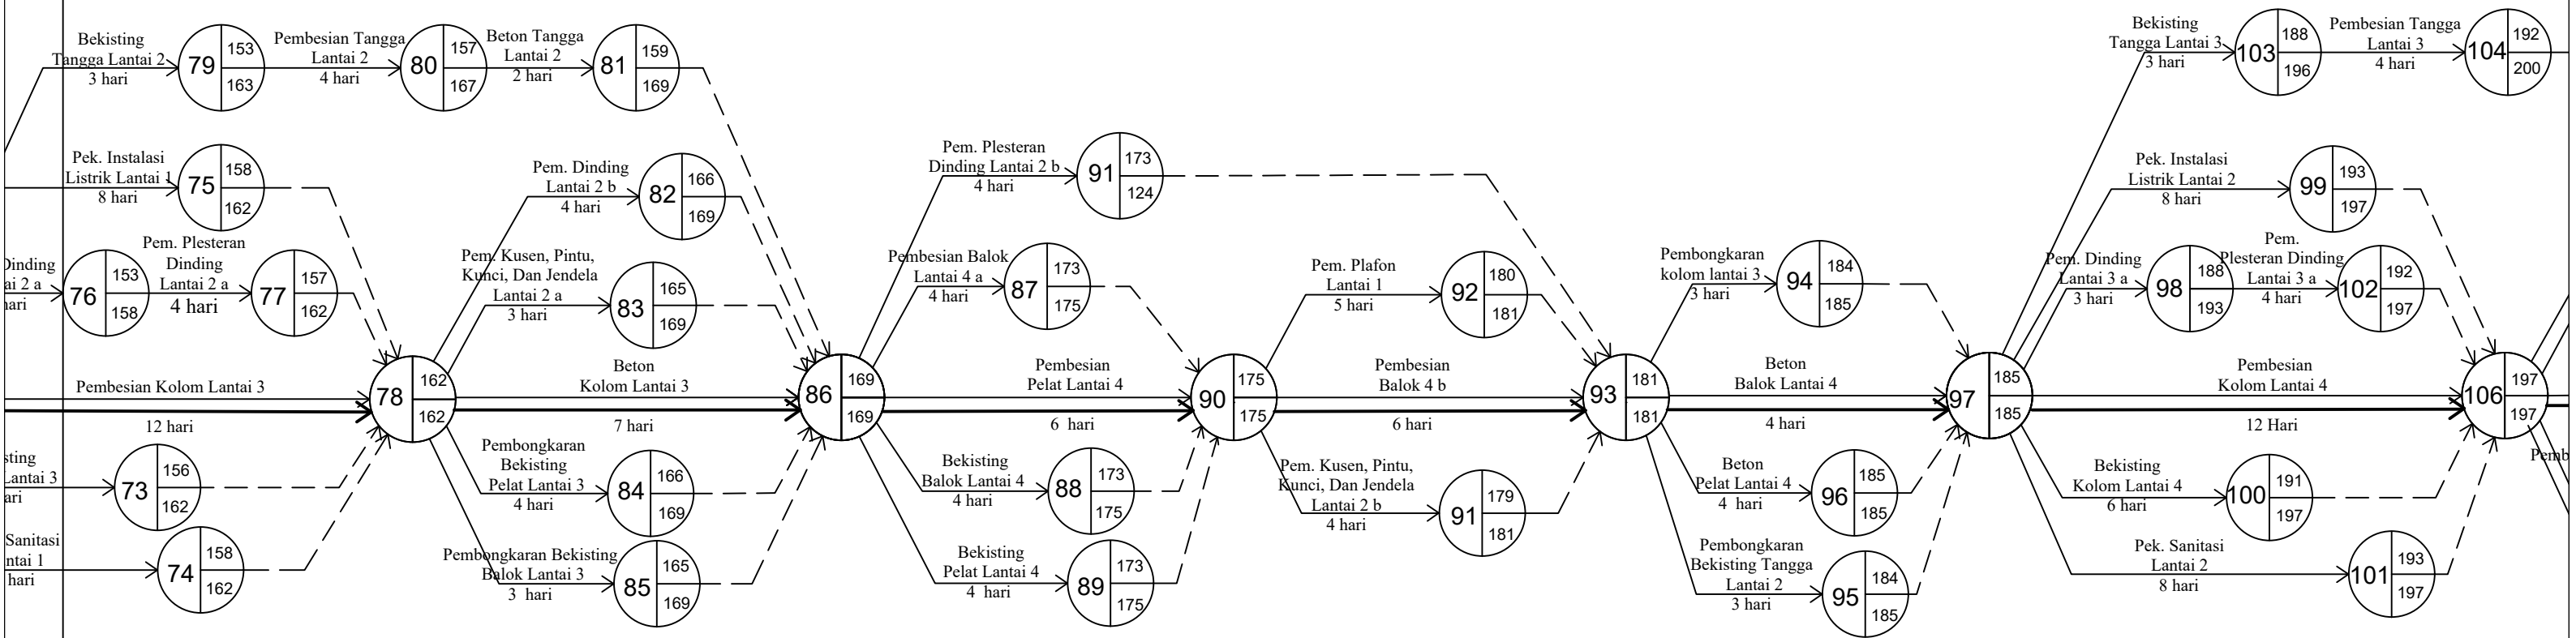 Bekisting
Tangga Lantai 2
3 hari
79
153
163
Pembesian Tangga
Lantai 2
4 hari
80
157
167
Beton Tangga
Lantai 2
2 hari
81
159
169
Pek. Instalasi
Listrik Lantai 1
8 hari
75
158
162
Dinding
ai 2 a
hari
76
153
158
Pem. Plesteran
Dinding
Lantai 2 a
4 hari
77
157
162
Pembesian Kolom Lantai 3
12 hari
78
162
162
sting
Lantai 3
ari
73
156
162
Sanitasi
ntai 1
hari
74
158
162
Pem. Dinding
Lantai 2 b
4 hari
82
166
169
Pem. Kusen, Pintu,
Kunci, Dan Jendela
Lantai 2 a
3 hari
83
165
169
Beton
Kolom Lantai 3
7 hari
86
169
169
Pembongkaran
Bekisting
Pelat Lantai 3
4 hari
84
166
169
Pembongkaran Bekisting
Balok Lantai 3
3 hari
85
165
169
Pem. Plesteran
Dinding Lantai 2 b
4 hari
91
173
124
Pembesian Balok
Lantai 4 a
4 hari
87
173
175
Pembesian
Pelat Lantai 4
6 hari
90
175
175
Bekisting
Balok Lantai 4
4 hari
88
173
175
Bekisting
Pelat Lantai 4
4 hari
89
173
175
Pem. Plafon
Lantai 1
5 hari
92
180
181
Pembesian
Balok 4 b
6 hari
93
181
181
Pem. Kusen, Pintu,
Kunci, Dan Jendela
Lantai 2 b
4 hari
91
179
181
Pembongkaran
kolom lantai 3
3 hari
94
184
185
Beton
Balok Lantai 4
4 hari
97
185
185
Beton
Pelat Lantai 4
4 hari
96
185
185
Pembongkaran
Bekisting Tangga
Lantai 2
3 hari
95
184
185
Bekisting
Tangga Lantai 3
3 hari
103
188
196
Pembesian Tangga
Lantai 3
4 hari
104
192
200
Pek. Instalasi
Listrik Lantai 2
8 hari
99
193
197
Pem. Dinding
Lantai 3 a
3 hari
98
188
193
Pem.
Plesteran Dinding
Lantai 3 a
4 hari
102
192
197
Pembesian
Kolom Lantai 4
12 Hari
106
197
197
Bekisting
Kolom Lantai 4
6 hari
100
191
197
Pek. Sanitasi
Lantai 2
8 hari
101
193
197
Pemb